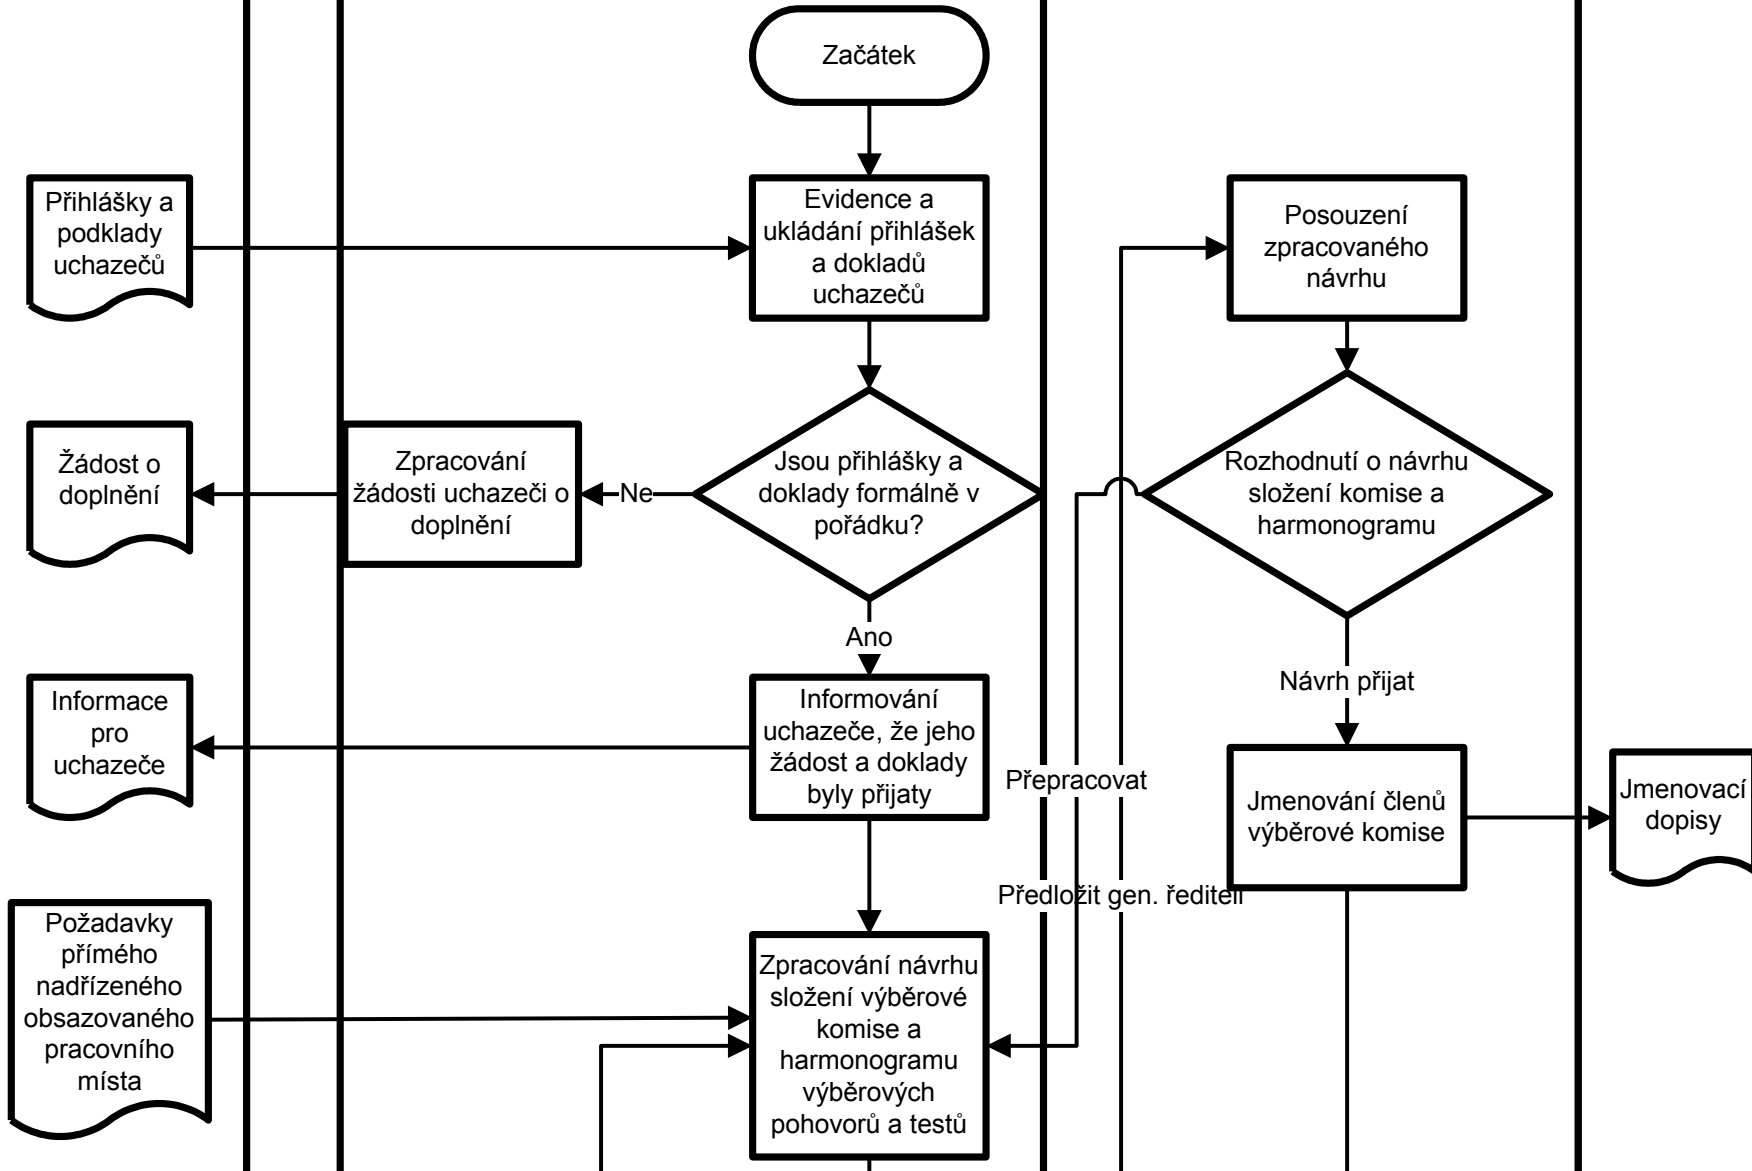 Začátek
Přihlášky a
podklady
uchazečů
Evidence a
ukládání přihlášek
a dokladů
uchazečů
Posouzení
zpracovaného
návrhu
Žádost o
doplnění
Zpracování
žádosti uchazeči o
doplnění
Ne
Jsou přihlášky a
doklady formálně v
pořádku?
Rozhodnutí o návrhu
složení komise a
harmonogramu
Ano
Návrh přijat
Informace
pro
uchazeče
Informování
uchazeče, že jeho
žádost a doklady
byly přijaty
Přepracovat
Jmenování členů
výběrové komise
Jmenovací
dopisy
Předložit gen. řediteli
Požadavky
přímého
nadřízeného
obsazovaného
pracovního
místa
Zpracování návrhu
složení výběrové
komise a
harmonogramu
výběrových
pohovorů a testů